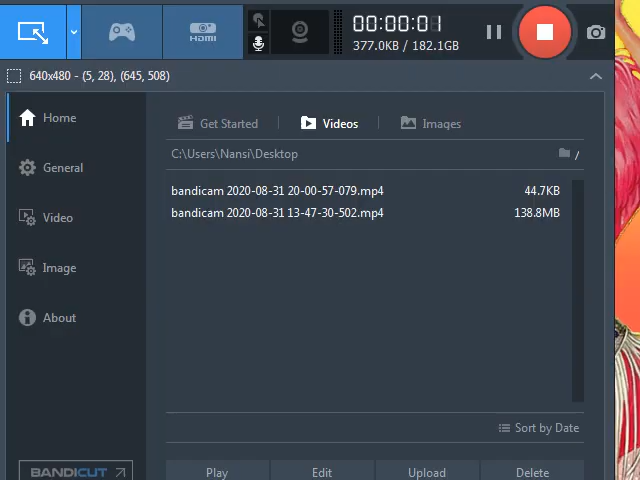 HDMI
00:00:01
377.0KB / 182.1GB
640x480 - (5, 28), (645, 508)
Home
General
Video
Image
About
BANDICUT
Get Started
Videos
Images
C:\Users\Nansi\Desktop
/
bandicam 2020-08-31 20-00-57-079.mp4 44.7KB
bandicam 2020-08-31 13-47-30-502.mp4 138.8MB
Sort by Date
Play Edit Upload Delete